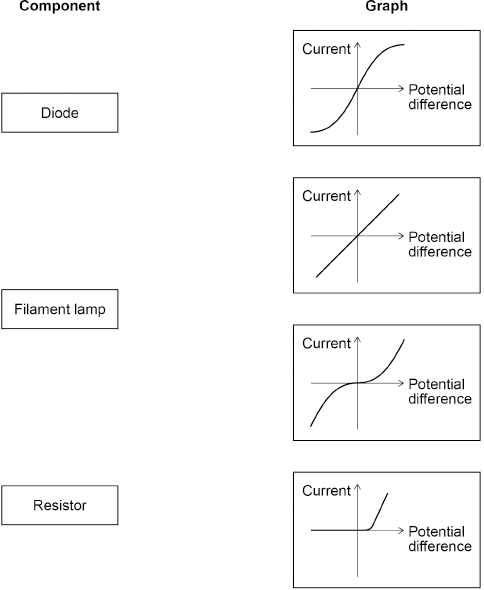 Component
Graph
Diode
Filament lamp
Resistor
Current
Potential
difference
Current
Potential
difference
Current
Potential
difference
Current
Potential
difference